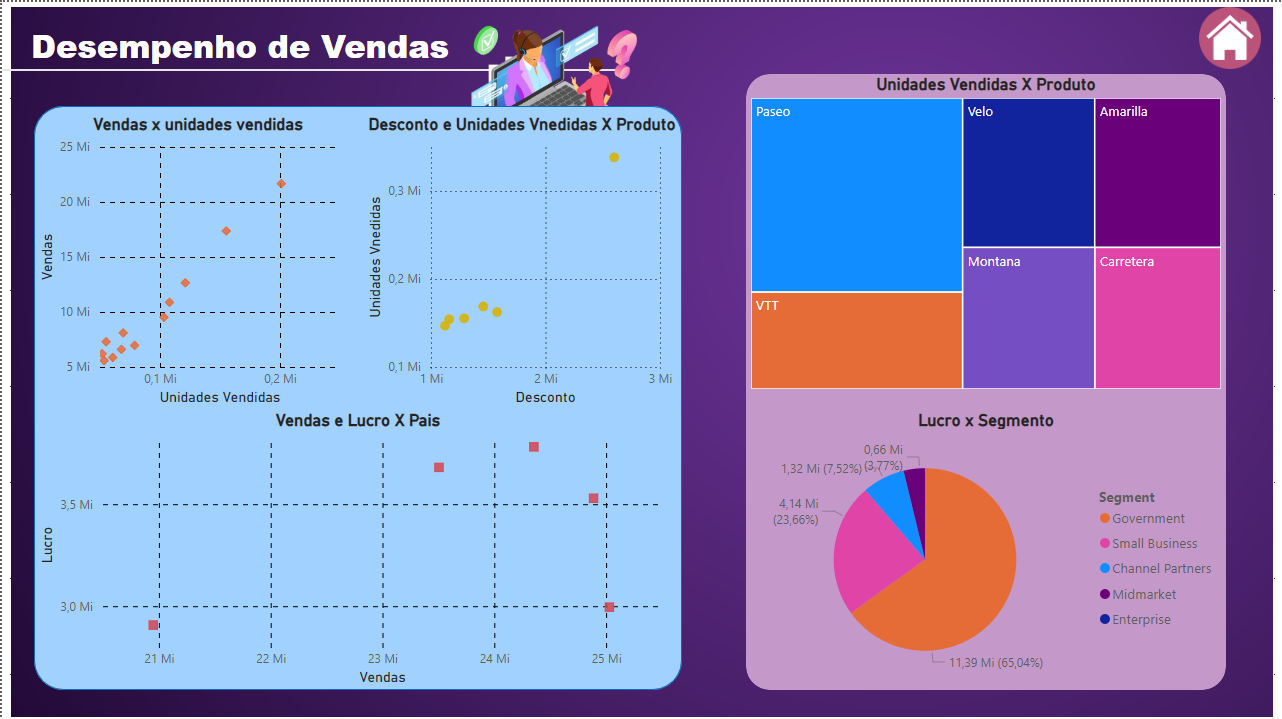 Desempenho de Vendas
Vendas x unidades vendidas
25 Mi
20 Mi
15 Mi
10 Mi
5 Mi
Vendas
0,1 Mi
0,2 Mi
Unidades Vendidas
Desconto e Unidades Vnedidas X Produto
0,3 Mi
0,2 Mi
0,1 Mi
Unidades Vnedidas
1 Mi
2 Mi
3 Mi
Desconto
Vendas e Lucro X Pais
3,5 Mi
3,0 Mi
Lucro
21 Mi
22 Mi
23 Mi
24 Mi
25 Mi
Vendas
Unidades Vendidas X Produto
Paseo
Velo
Amarilla
Montana
Carretera
VTT
Lucro x Segmento
0,66 Mi
(3,77%)
1,32 Mi (7,52%)
4,14 Mi
(23,66%)
11,39 Mi (65,04%)
Segment
Government
Small Business
Channel Partners
Midmarket
Enterprise